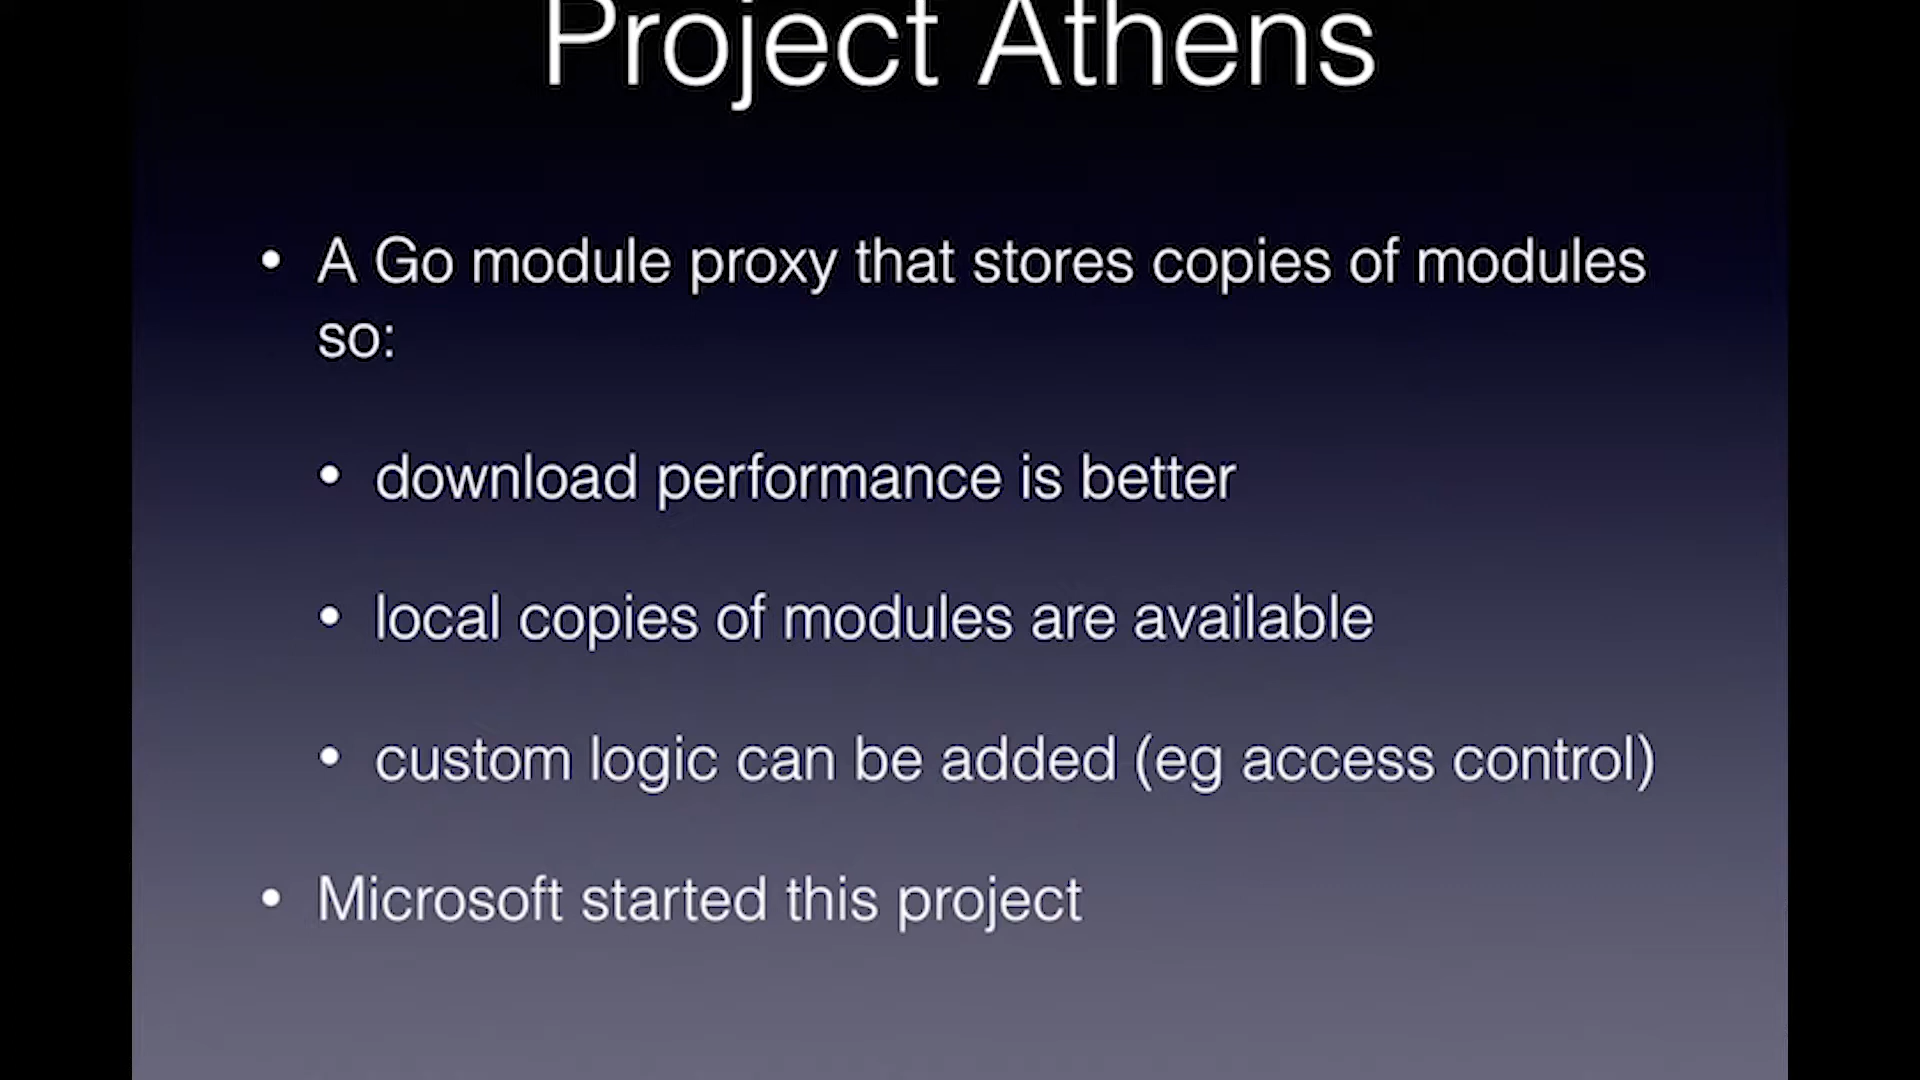 Project Athens
• A Go module proxy that stores copies of modules
so:
• download performance is better
• local copies of modules are available
• custom logic can be added (eg access control)
• Microsoft started this project